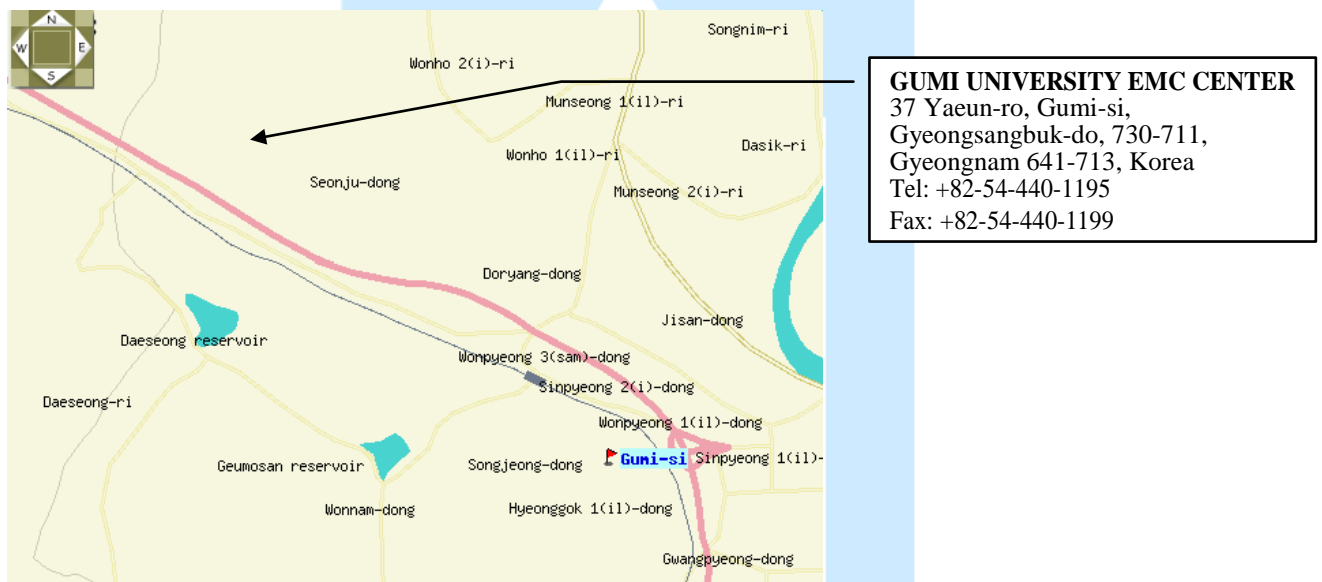 N
W E
S
Songnim-ri
Wonho 2(i)-ri
Munseong 1(il)-ri
Dasik-ri
Wonho 1(il)-ri
Seonju-dong
Munseong 2(i)-ri
Doryang-dong
Jisan-dong
Daeseong reservoir
Wonpyeong 3(sam)-dong
Sinpyeong 2(i)-dong
Daeseong-ri
Wonpyeong 1(il)-dong
Geumosan reservoir
Songjeong-dong
Gumi-si
Sinpyeong 1(il)-
Wonnam-dong
Hyeonggok 1(il)-dong
Gwangpyeong-dong
GUMI UNIVERSITY EMC CENTER
37 Yaeun-ro, Gumi-si,
Gyeongsangbuk-do, 730-711,
Gyeongnam 641-713, Korea
Tel: +82-54-440-1195
Fax: +82-54-440-1199